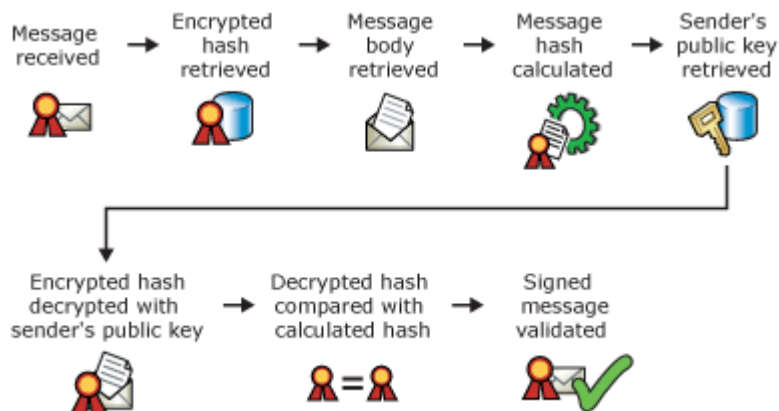 Message
received
Encrypted
hash
retrieved
Message
body
retrieved
Message
hash
calculated
Sender's
public key
retrieved
Encrypted hash
decrypted with
sender's public key
Decrypted hash
compared with
calculated hash
=
Signed
message
validated